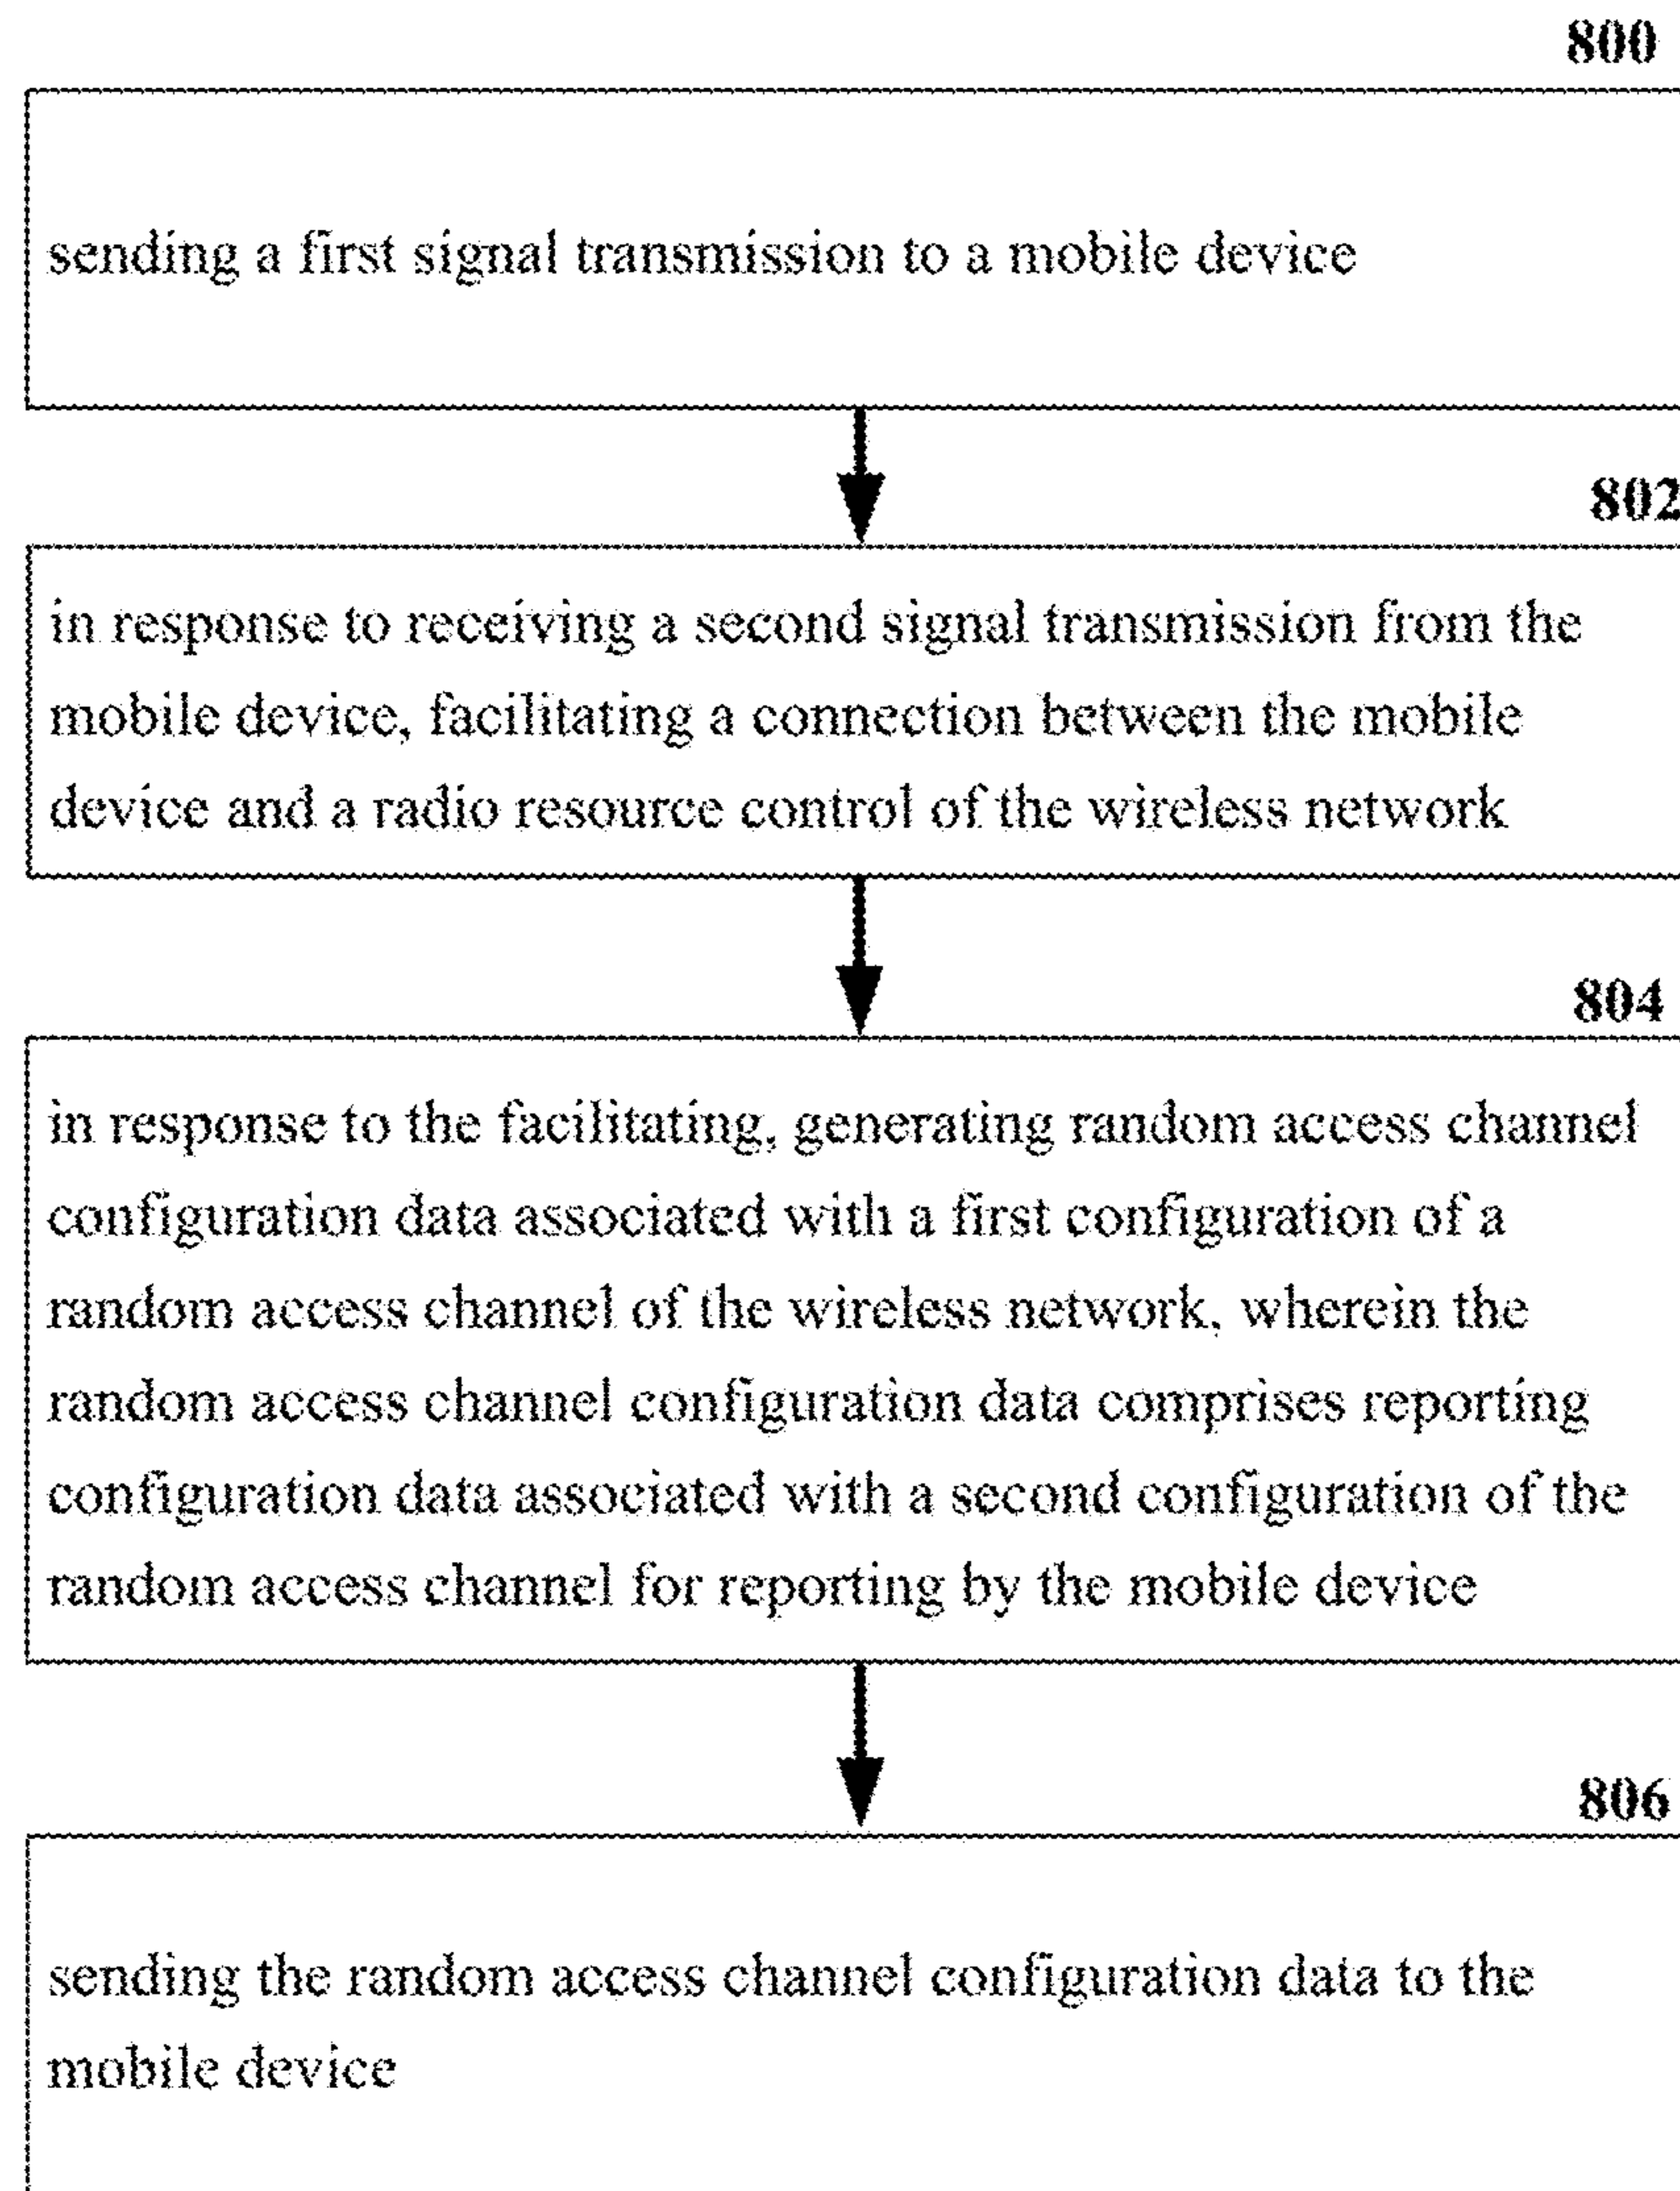 800
sending a first signal transmission to a mobile device
802
in response to receiving a second signal transmission from the
mobile device, facilitating a connection between the mobile
device and a radio resource control of the wireless network
804
in response to the facilitating, generating random access channel
configuration data associated with a first configuration of a
random access channel of the wireless network, wherein the
random access channel configuration data comprises reporting
configuration data associated with a second configuration of the
random access channel for reporting by the mobile device
806
sending the random access channel configuration data to the
mobile device